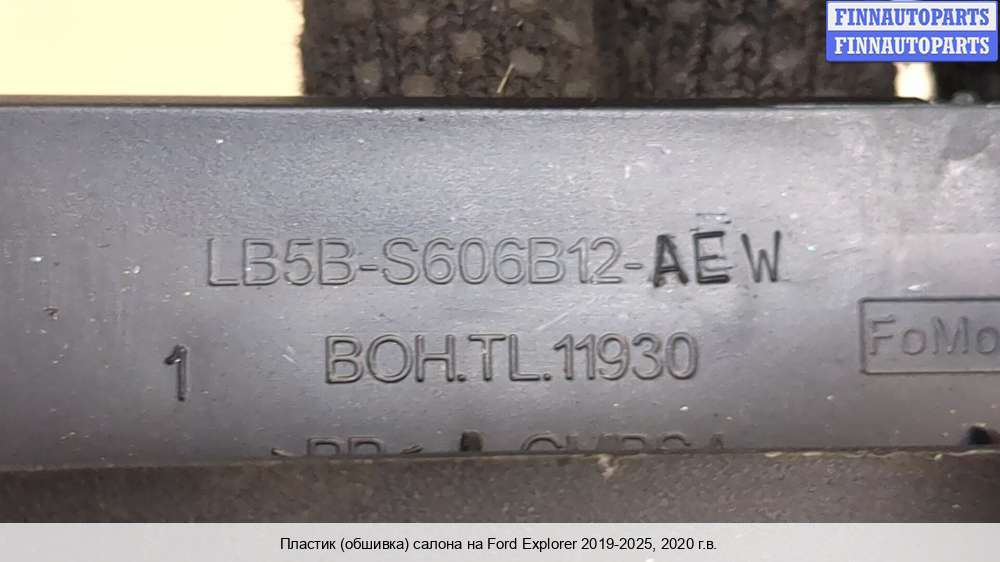 FINNAUTOPARTS
FINNAUTOPARTS
LB5B-S606B12-AEW
1 BOH.TL.11930
FoMo
Пластик (обшивка) салона на Ford Explorer 2019-2025, 2020 г.в.